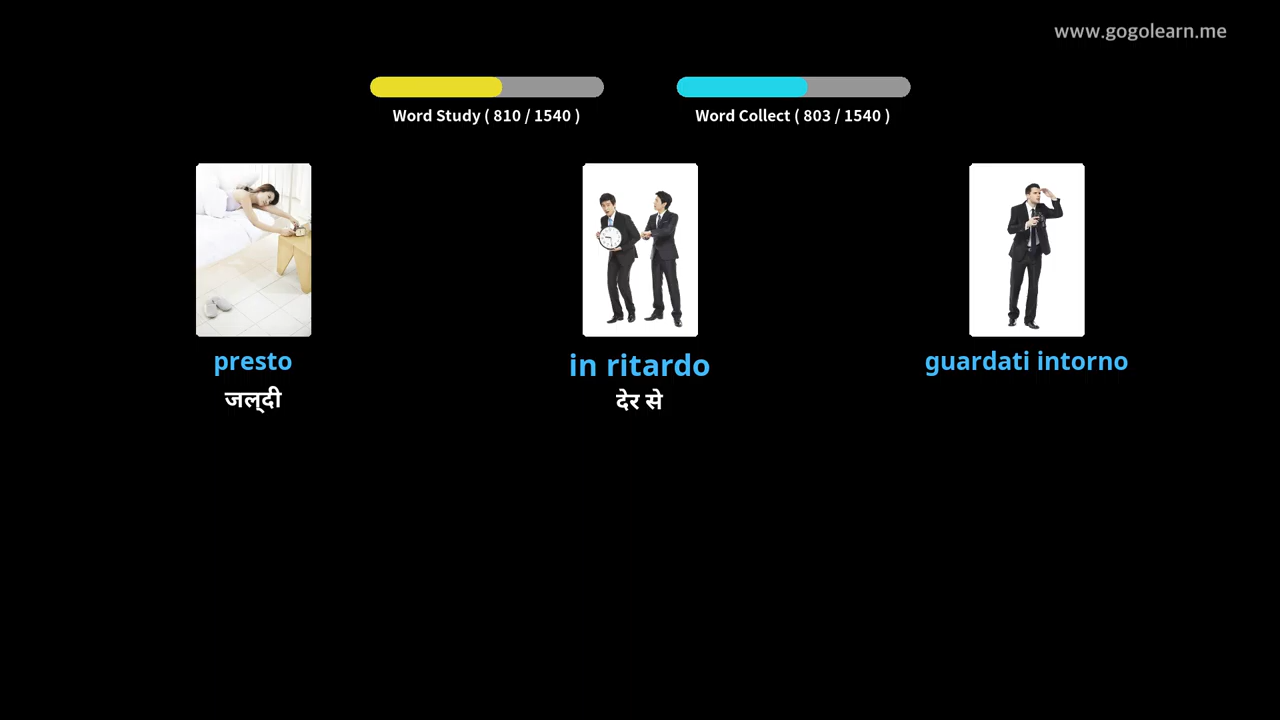 www.gogolearn.me
Word Study ( 810 / 1540 )
Word Collect ( 803 / 1540 )
presto
जल्दी
in ritardo
देर से
guardati intorno